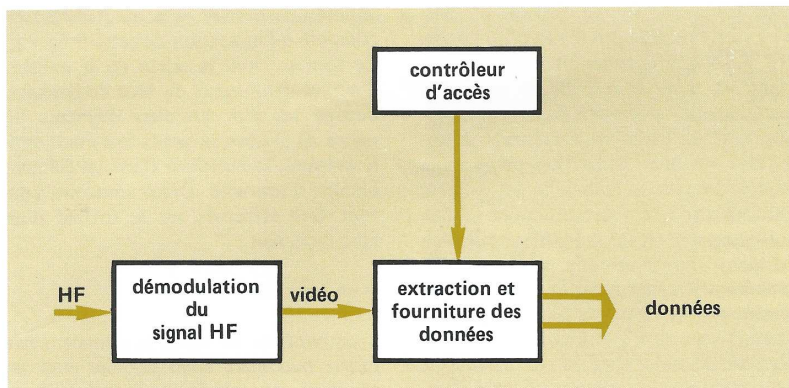 contrôleur
d'accès
HF
démodulation
du
signal HF
vidéo
extraction et
fourniture des
données
données